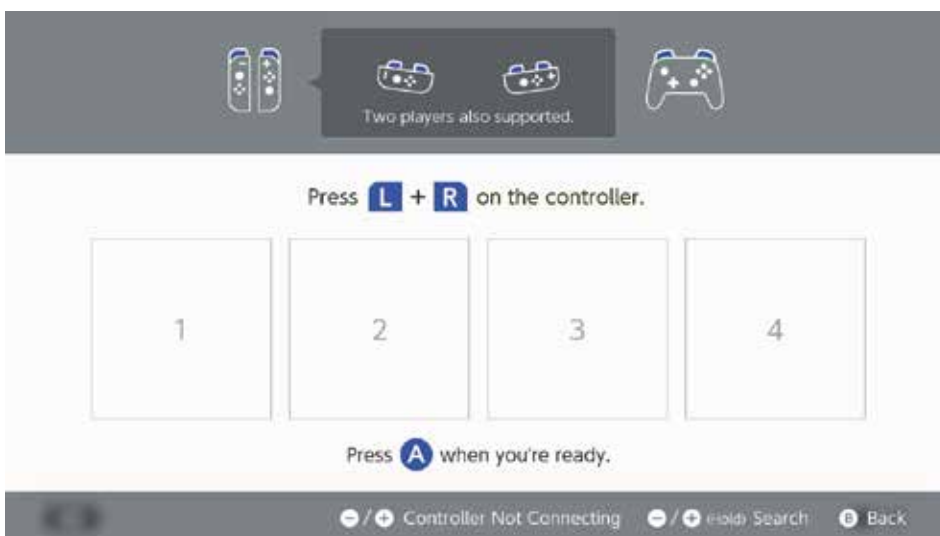 Two players also supported.
Press L + R on the controller.
1 2 3 4
Press A when you're ready.
−/+ Controller Not Connecting −/+ (Hold) Search B Back